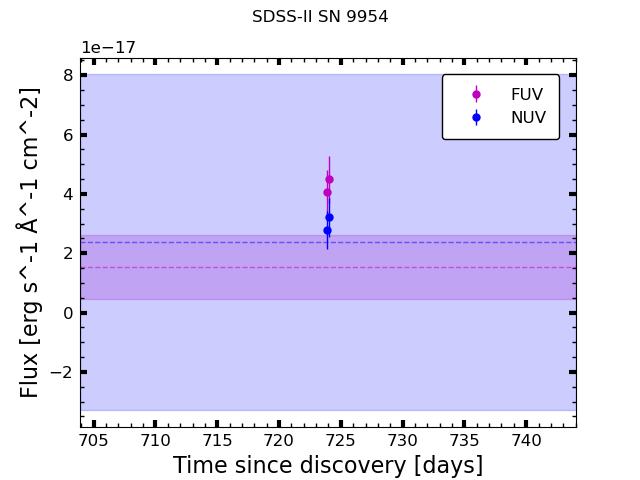 SDSS-II SN 9954
1e−17
8
6
4
2
0
−2
FUV
NUV
Flux [erg s^-1 Å^-1 cm^-2]
705 710 715 720 725 730 735 740
Time since discovery [days]